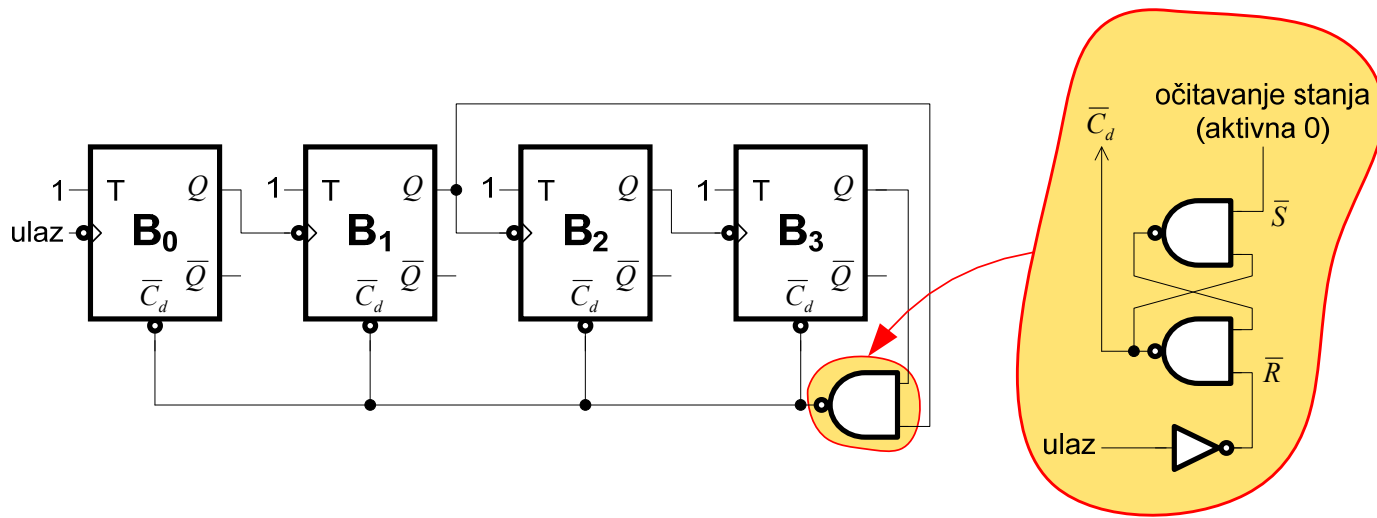 1
T
Q
ulaz
B₀
Q̅
C̅d
1
T
Q
B₁
Q̅
C̅d
1
T
Q
B₂
Q̅
C̅d
1
T
Q
B₃
Q̅
C̅d
očitavanje stanja
(aktivna 0)
C̅d
S̅
R̅
ulaz